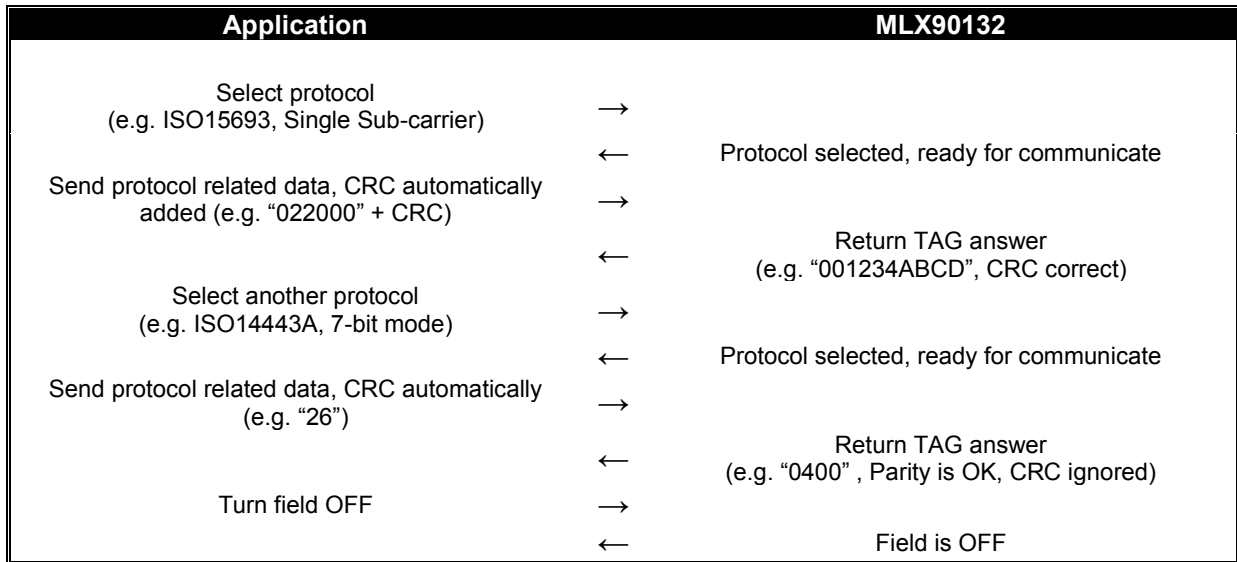 Application MLX90132
Select protocol
(e.g. ISO15693, Single Sub-carrier)
→
← Protocol selected, ready for communicate
Send protocol related data, CRC automatically
added (e.g. “022000” + CRC)
→
←
Return TAG answer
(e.g. “001234ABCD”, CRC correct)
Select another protocol
(e.g. ISO14443A, 7-bit mode)
→
← Protocol selected, ready for communicate
Send protocol related data, CRC automatically
(e.g. “26”)
→
←
Return TAG answer
(e.g. “0400” , Parity is OK, CRC ignored)
Turn field OFF →
← Field is OFF